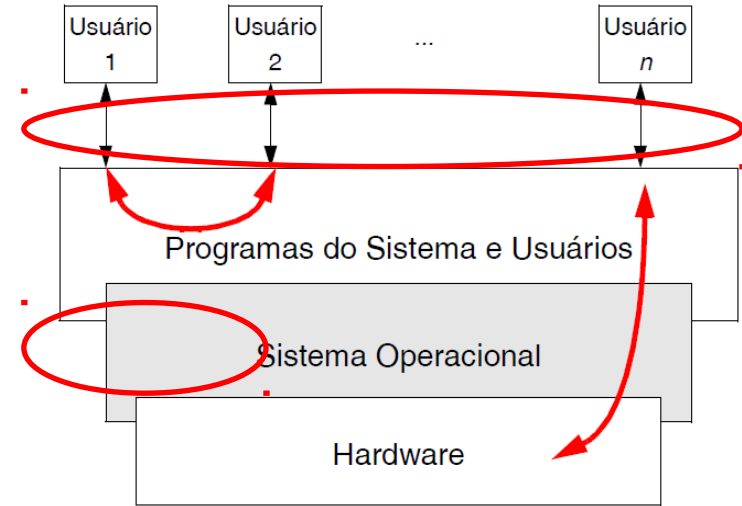 Usuário
1
Usuário
2
...
Usuário
n
Programas do Sistema e Usuários
Sistema Operacional
Hardware